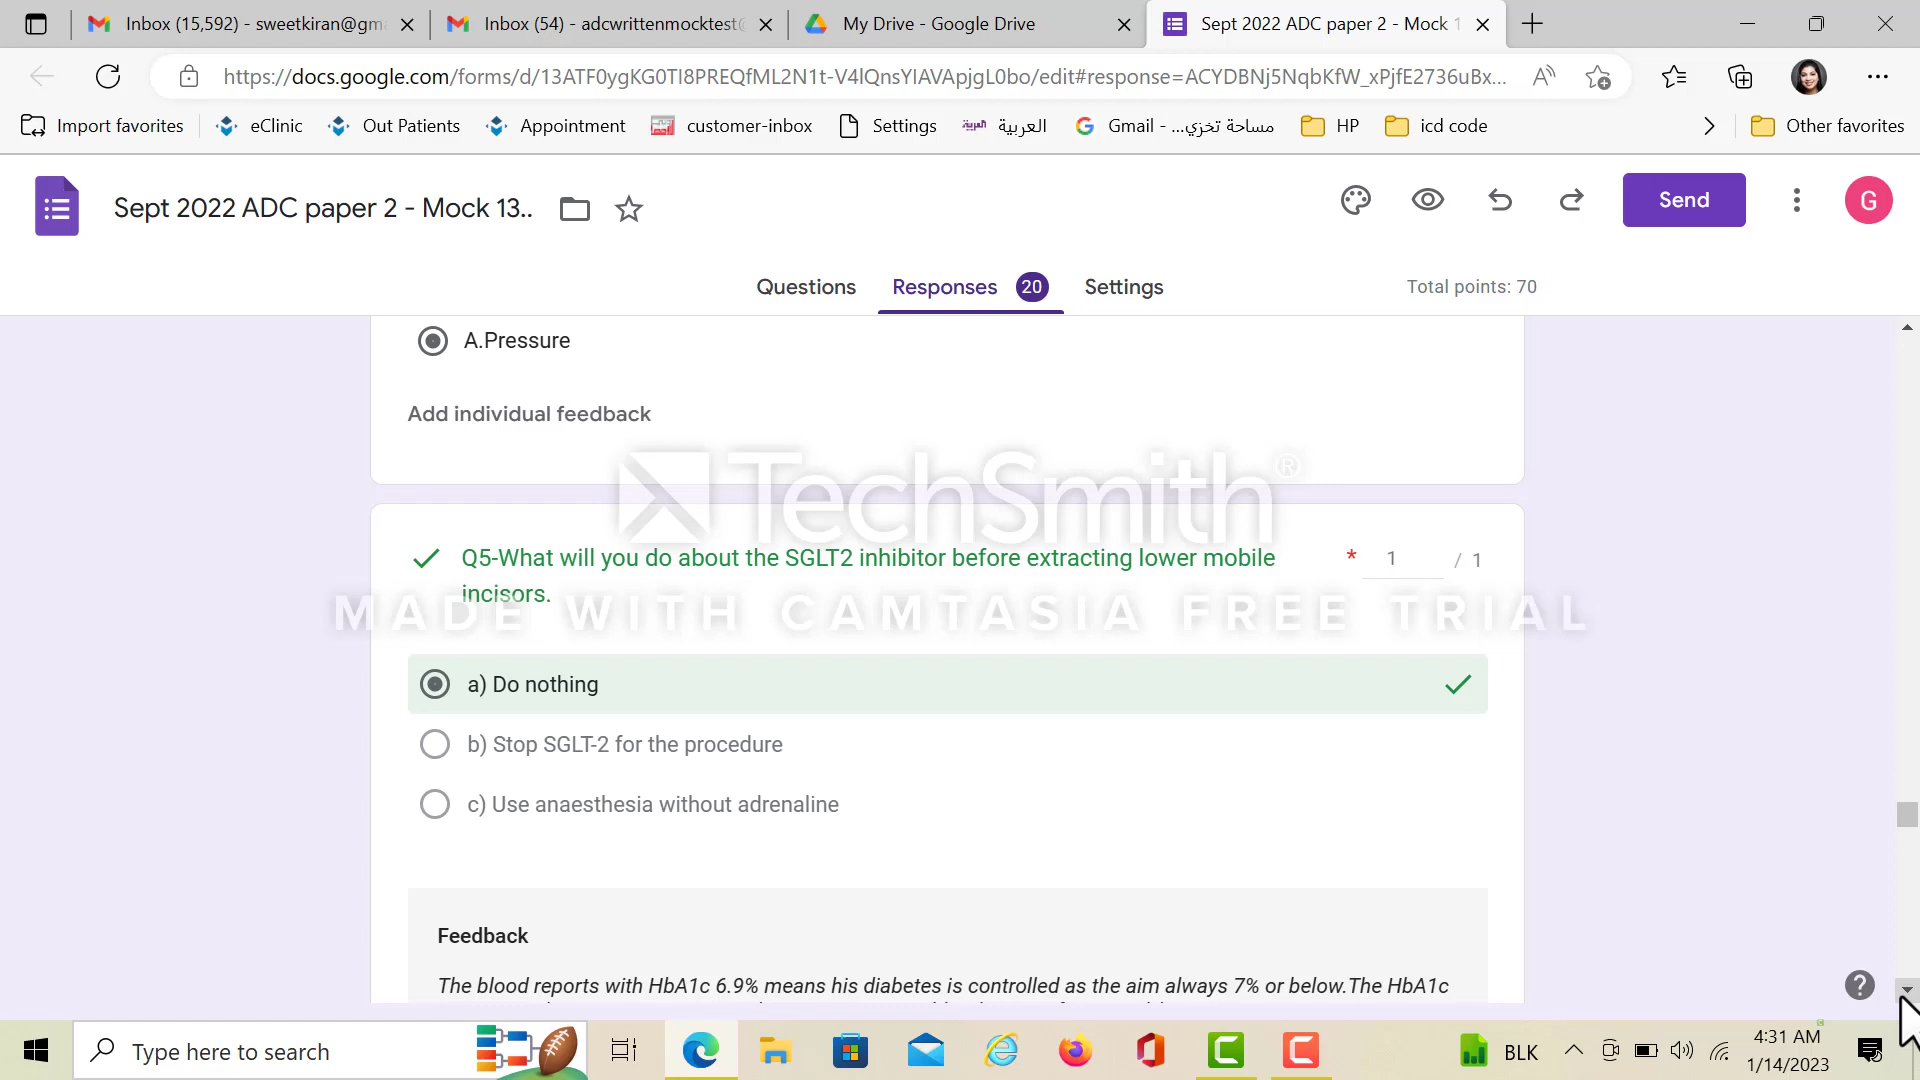 Inbox (15,592) - sweetkiran@gm
Inbox (54) - adcwrittenmocktest@
My Drive - Google Drive
Sept 2022 ADC paper 2 - Mock 1
https://docs.google.com/forms/d/13ATF0ygKG0TI8PREQfML2N1t-V4lQnsYIAVApjgL0bo/edit#response=ACYDBNj5NqbKfW_xPjfE2736uBx...
Import favorites
eClinic
Out Patients
Appointment
customer-inbox
Settings
العربية
Gmail - ...مساحة تخزي
HP
icd code
Other favorites
Sept 2022 ADC paper 2 - Mock 13..
Send
G
Questions
Responses 20
Settings
Total points: 70
A.Pressure
Add individual feedback
TechSmith®
MADE WITH CAMTASIA FREE TRIAL
Q5-What will you do about the SGLT2 inhibitor before extracting lower mobile
incisors.
* 1 / 1
a) Do nothing
b) Stop SGLT-2 for the procedure
c) Use anaesthesia without adrenaline
Feedback
The blood reports with HbA1c 6.9% means his diabetes is controlled as the aim always 7% or below.The HbA1c
Type here to search
BLK
4:31 AM
1/14/2023